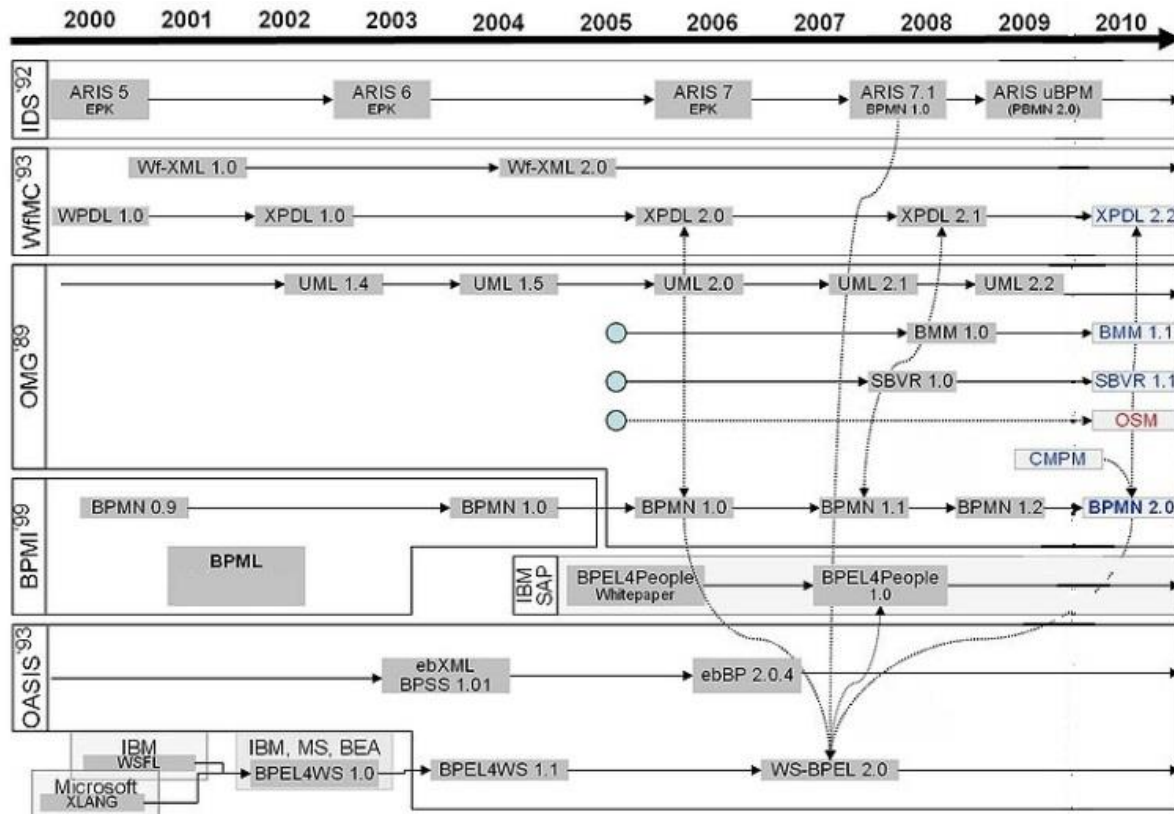 2000 2001 2002 2003 2004 2005 2006 2007 2008 2009 2010
IDS '92
ARIS 5 ARIS 6 ARIS 7 ARIS 7.1 ARIS uBPM
EPK EPK EPK BPMN 1.0 (PBMN 2.0)
WfMC '93
Wf-XML 1.0 Wf-XML 2.0
WPDL 1.0 XPDL 1.0 XPDL 2.0 XPDL 2.1 XPDL 2.2
OMG '89
UML 1.4 UML 1.5 UML 2.0 UML 2.1 UML 2.2
BMM 1.0 BMM 1.1
SBVR 1.0 SBVR 1.1
OSM
CMPM
BPMI '99
BPMN 0.9 BPMN 1.0 BPMN 1.0 BPMN 1.1 BPMN 1.2 BPMN 2.0
BPML
IBM
SAP
BPEL4People BPEL4People
Whitepaper 1.0
OASIS '93
ebXML
BPSS 1.01
ebBP 2.0.4
IBM IBM, MS, BEA
WSFL
BPEL4WS 1.0 BPEL4WS 1.1 WS-BPEL 2.0
Microsoft
XLANG